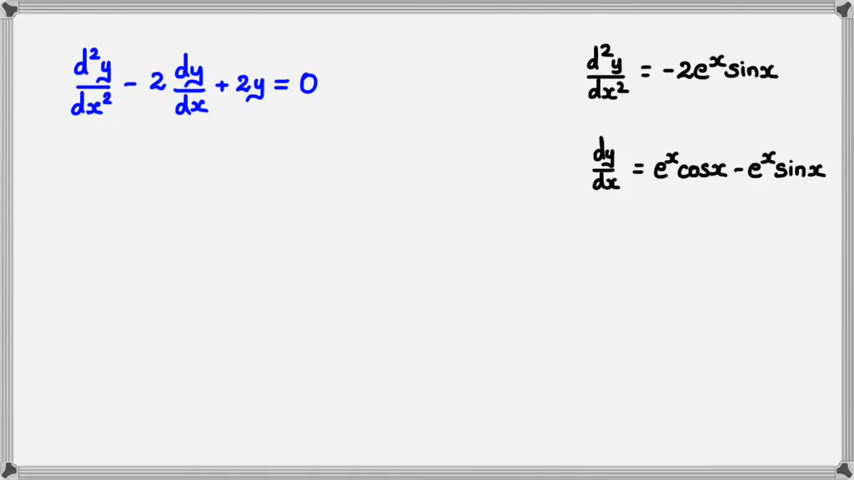 d²y/dx² - 2 dy/dx + 2y = 0
d²y/dx² = -2eˣsinx
dy/dx = eˣcosx - eˣsinx